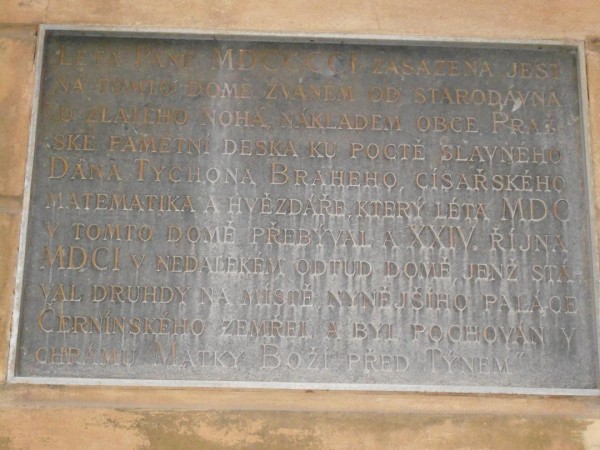 LÉTA PÁNĚ MDCCCCI ZASAZENA JEST
NA TOMTO DOMĚ ZVANÉM OD STARODÁVNA
U ZLATÉHO NOHA, NÁKLADEM OBCE PRAŽ-
SKÉ PAMĚTNÍ DESKA KU POCTĚ SLAVNÉHO
DÁNA TYCHONA BRAHEHO, CÍSAŘSKÉHO
MATEMATIKA A HVĚZDÁŘE, KTERÝ LÉTA MDC
V TOMTO DOMĚ PŘEBÝVAL A XXIV. ŘÍJNA
MDCI V NEDALEKÉM ODTUD DOMĚ, JENŽ STÁ-
VAL DRUHDY NA MÍSTĚ NYNĚJŠÍHO PALÁCE
ČERNÍNSKÉHO ZEMŘEL A BYL POCHOVÁN V
CHRÁMU MATKY BOŽÍ PŘED TÝNEM"